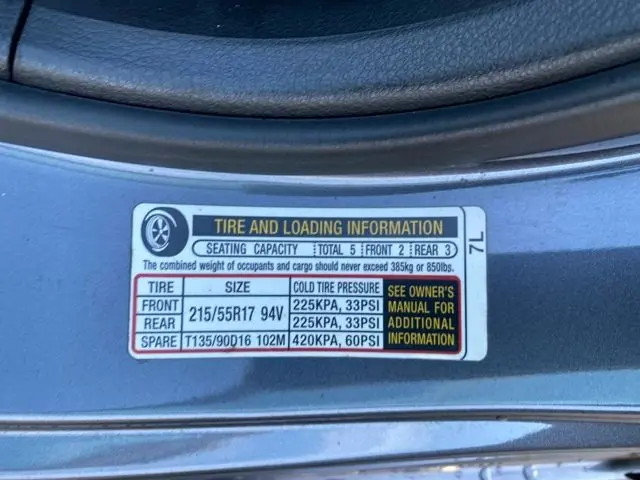 TIRE AND LOADING INFORMATION
SEATING CAPACITY TOTAL 5 FRONT 2 REAR 3
The combined weight of occupants and cargo should never exceed 385kg or 850lbs.
TIRE SIZE COLD TIRE PRESSURE
FRONT 215/55R17 94V 225KPA, 33PSI
REAR 225KPA, 33PSI
SPARE T135/90D16 102M 420KPA, 60PSI
SEE OWNER'S
MANUAL FOR
ADDITIONAL
INFORMATION
7L